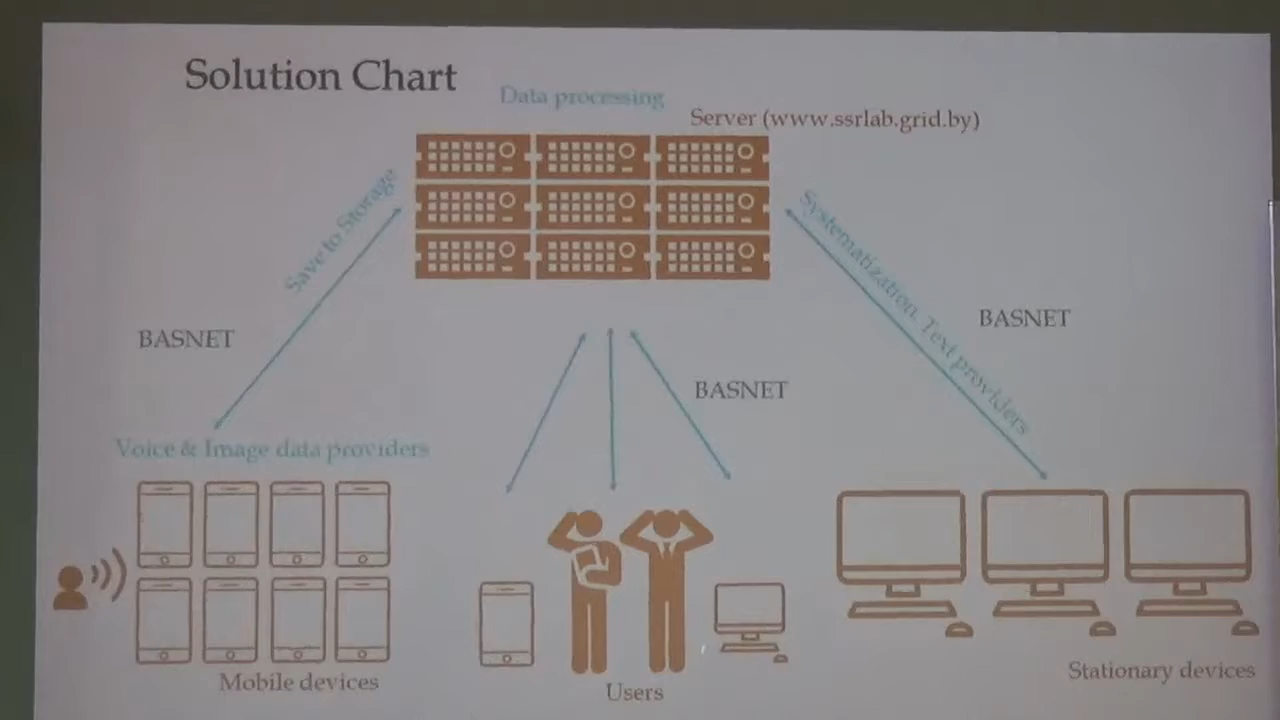 Solution Chart
Data processing
Server (www.ssrlab.grid.by)
Save to Storage
Systematization. Text providers
BASNET
BASNET
BASNET
Voice & Image data providers
Mobile devices
Users
Stationary devices